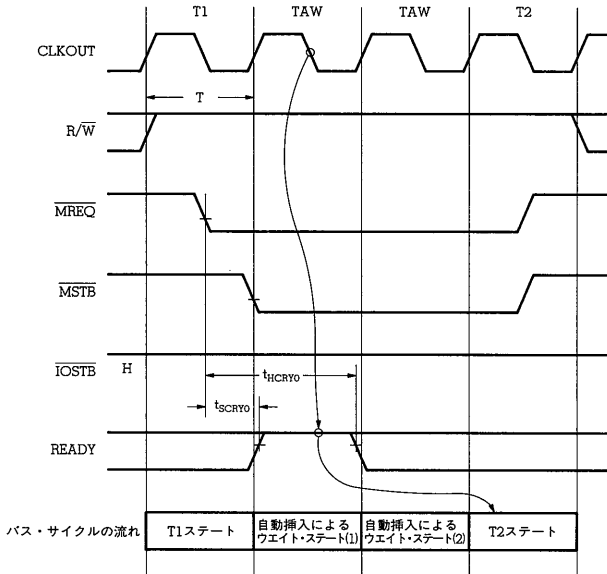 T1 TAW TAW T2
CLKOUT
T
R/W̅
M̅R̅E̅Q̅
M̅S̅T̅B̅
I̅O̅S̅T̅B̅ H
tHCRY0
tSCRY0
READY
バス・サイクルの流れ
T1ステート
自動挿入による
ウエイト・ステート(1)
自動挿入による
ウエイト・ステート(2)
T2ステート